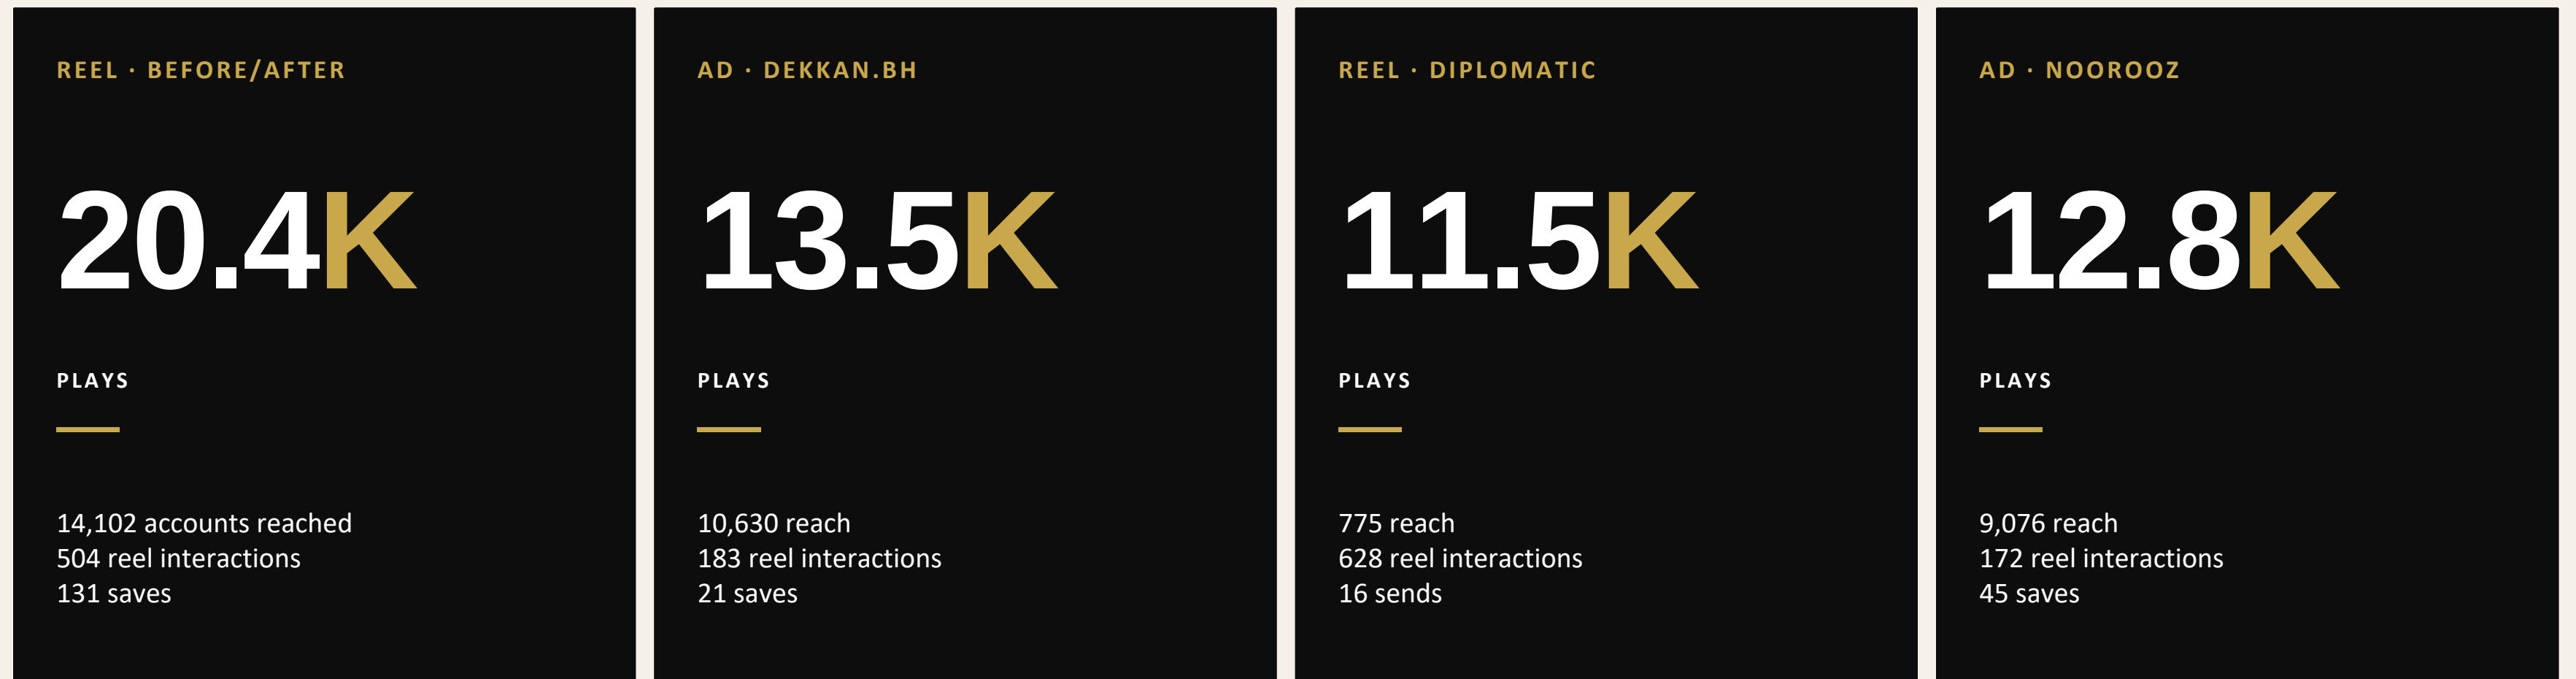 REEL · BEFORE/AFTER
20.4K
PLAYS
14,102 accounts reached
504 reel interactions
131 saves
AD · DEKKAN.BH
13.5K
PLAYS
10,630 reach
183 reel interactions
21 saves
REEL · DIPLOMATIC
11.5K
PLAYS
775 reach
628 reel interactions
16 sends
AD · NOOROOZ
12.8K
PLAYS
9,076 reach
172 reel interactions
45 saves